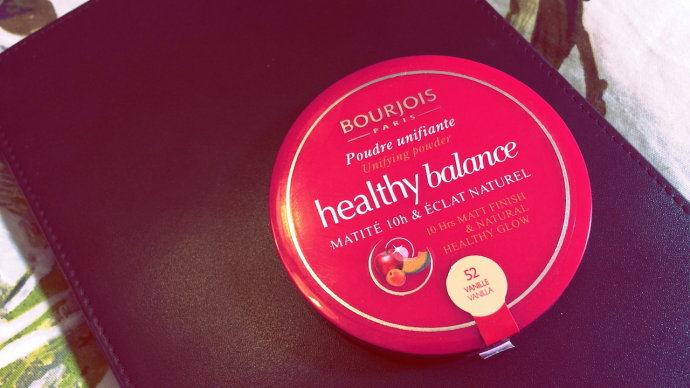 BOURJOIS
PARIS
Poudre unifiante
Unifying powder
healthy balance
MATITÉ 10h & ÉCLAT NATUREL
10 Hrs MATT FINISH
& NATURAL
HEALTHY GLOW
52
VANILLE
VANILLA